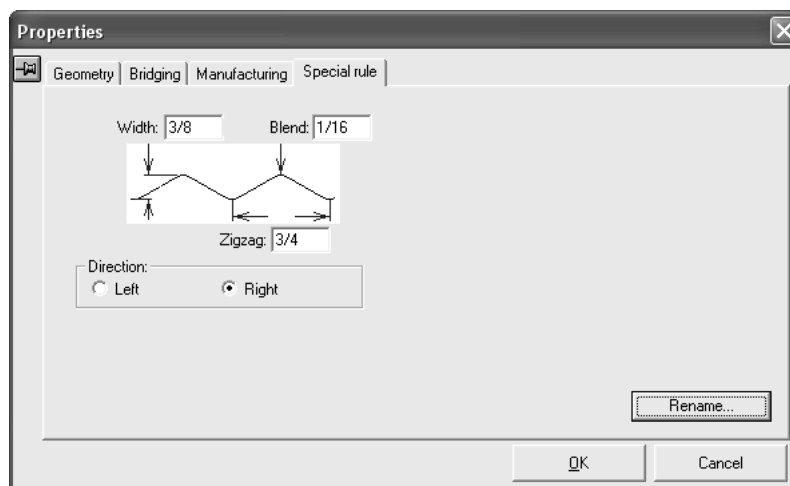 Properties
Geometry Bridging Manufacturing Special rule
Width: 3/8 Blend: 1/16
Zigzag: 3/4
Direction:
Left Right
Rename...
OK Cancel